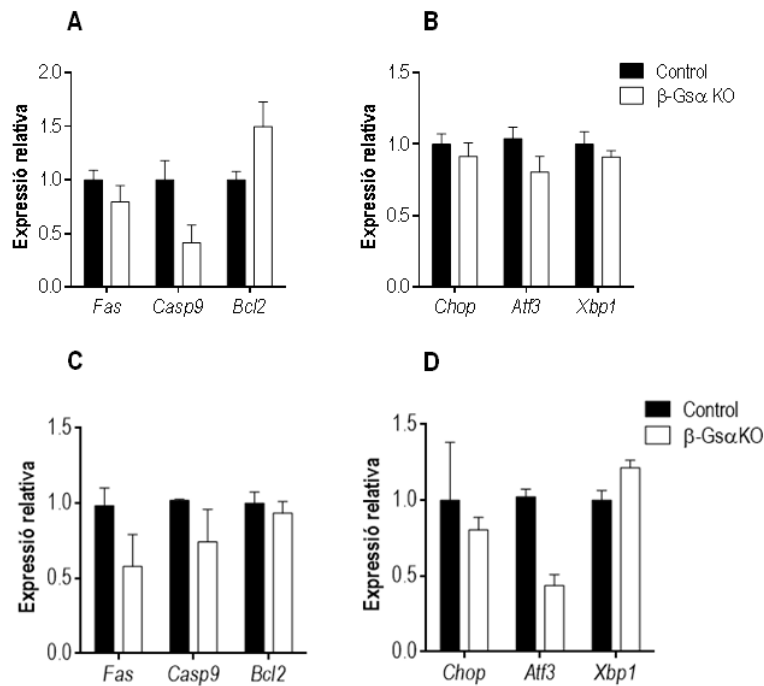 A
Expressió relativa
2.0
1.5
1.0
0.5
0.0
Fas Casp9 Bcl2
B
Expressió relativa
1.5
1.0
0.5
0.0
Chop Atf3 Xbp1
Control
β-Gsα KO
C
Expressió relativa
1.5
1.0
0.5
0.0
Fas Casp9 Bcl2
D
Expressió relativa
1.5
1.0
0.5
0.0
Chop Atf3 Xbp1
Control
β-GsαKO